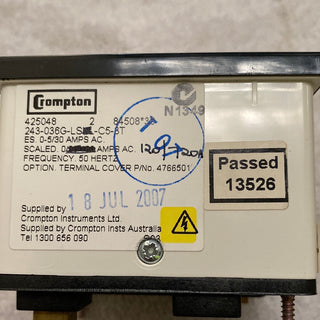 Crompton
N1349
425048 2 84508*3
243-036G-LS -C5-8T
ES. 0-5/30 AMPS AC.
SCALED. AMPS AC. 120A
FREQUENCY. 50 HERTZ
OPTION. TERMINAL COVER P/No. 4766501
Passed
13526
18 JUL 2007
Supplied by
Crompton Instruments Ltd.
Supplied by Crompton Insts Australia
Tel 1300 656 090